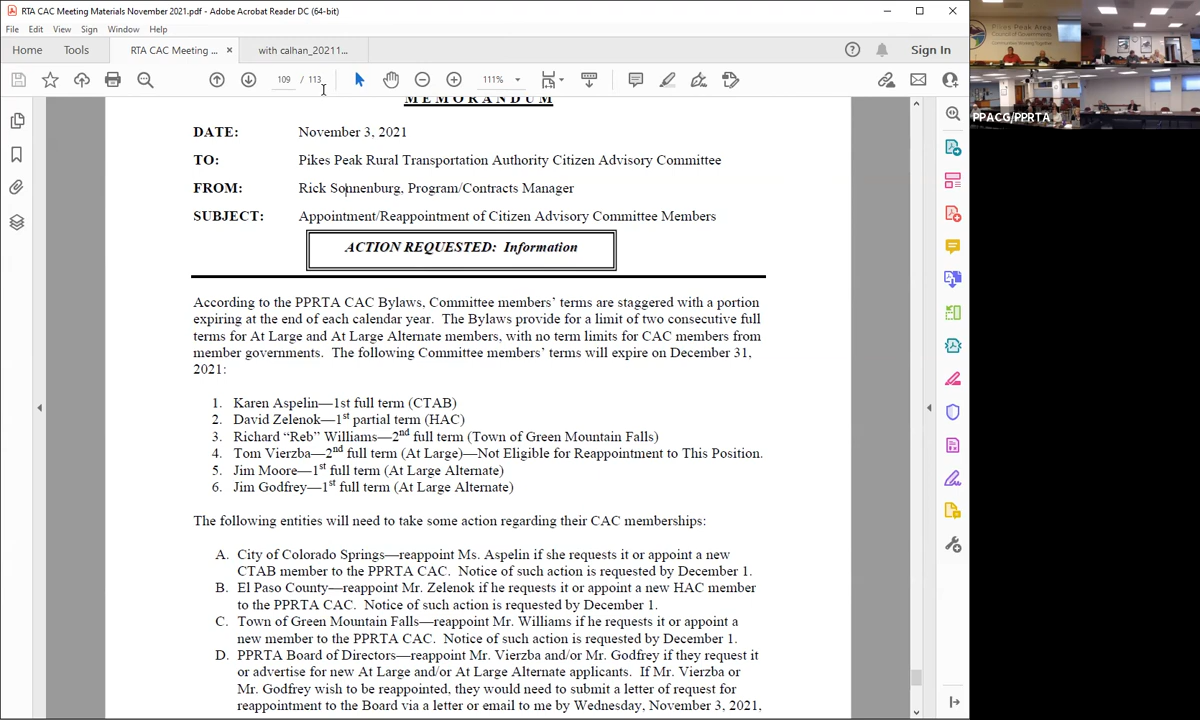 RTA CAC Meeting Materials November 2021.pdf - Adobe Acrobat Reader DC (64-bit)
File Edit View Sign Window Help
Home Tools RTA CAC Meeting ... × with calhan_20211... Sign In
109 / 113 111%
MEMORANDUM
DATE: November 3, 2021
TO: Pikes Peak Rural Transportation Authority Citizen Advisory Committee
FROM: Rick Sonnenburg, Program/Contracts Manager
SUBJECT: Appointment/Reappointment of Citizen Advisory Committee Members
ACTION REQUESTED: Information
According to the PPRTA CAC Bylaws, Committee members’ terms are staggered with a portion
expiring at the end of each calendar year. The Bylaws provide for a limit of two consecutive full
terms for At Large and At Large Alternate members, with no term limits for CAC members from
member governments. The following Committee members’ terms will expire on December 31,
2021:
1. Karen Aspelin—1st full term (CTAB)
2. David Zelenok—1st partial term (HAC)
3. Richard “Reb” Williams—2nd full term (Town of Green Mountain Falls)
4. Tom Vierzba—2nd full term (At Large)—Not Eligible for Reappointment to This Position.
5. Jim Moore—1st full term (At Large Alternate)
6. Jim Godfrey—1st full term (At Large Alternate)
The following entities will need to take some action regarding their CAC memberships:
A. City of Colorado Springs—reappoint Ms. Aspelin if she requests it or appoint a new
CTAB member to the PPRTA CAC. Notice of such action is requested by December 1.
B. El Paso County—reappoint Mr. Zelenok if he requests it or appoint a new HAC member
to the PPRTA CAC. Notice of such action is requested by December 1.
C. Town of Green Mountain Falls—reappoint Mr. Williams if he requests it or appoint a
new member to the PPRTA CAC. Notice of such action is requested by December 1.
D. PPRTA Board of Directors—reappoint Mr. Vierzba and/or Mr. Godfrey if they request it
or advertise for new At Large and/or At Large Alternate applicants. If Mr. Vierzba or
Mr. Godfrey wish to be reappointed, they would need to submit a letter of request for
reappointment to the Board via a letter or email to me by Wednesday, November 3, 2021,
Pikes Peak Area
Council of Governments
Communities Working Together
PPACG/PPRTA